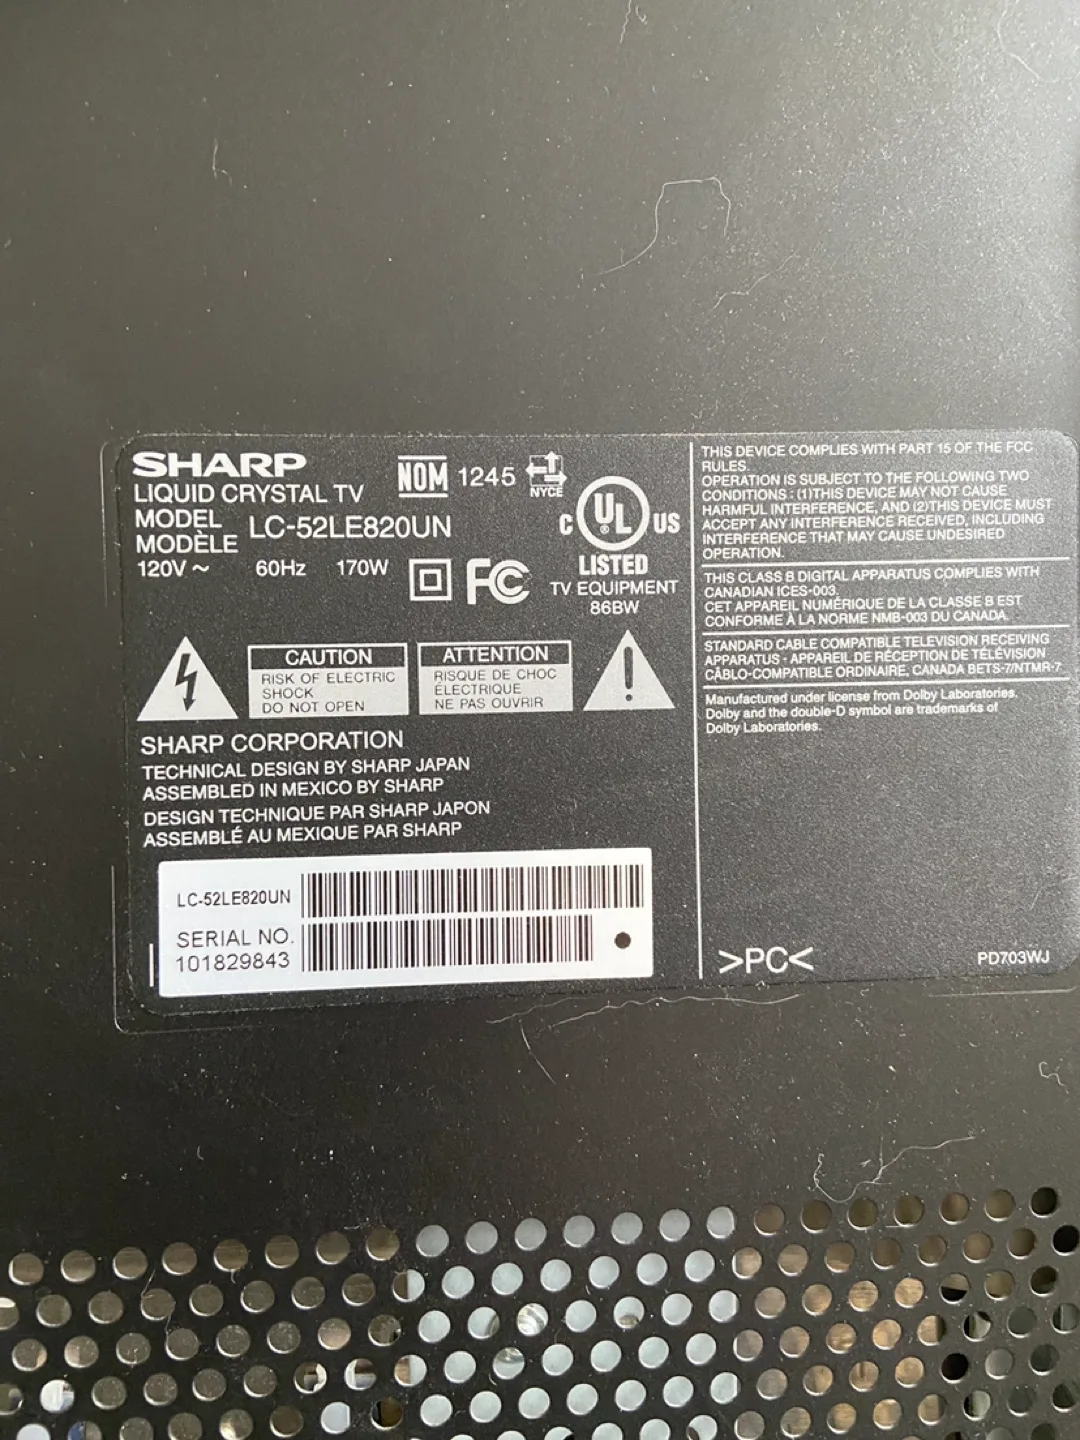 SHARP
LIQUID CRYSTAL TV
MODEL
MODÈLE
LC-52LE820UN
120V ~ 60Hz 170W
NOM 1245 NYCE
FC
C UL US
®
LISTED
TV EQUIPMENT
86BW
CAUTION
RISK OF ELECTRIC
SHOCK
DO NOT OPEN
ATTENTION
RISQUE DE CHOC
ÉLECTRIQUE
NE PAS OUVRIR
!
SHARP CORPORATION
TECHNICAL DESIGN BY SHARP JAPAN
ASSEMBLED IN MEXICO BY SHARP
DESIGN TECHNIQUE PAR SHARP JAPON
ASSEMBLÉ AU MEXIQUE PAR SHARP
LC-52LE820UN
SERIAL NO.
101829843
THIS DEVICE COMPLIES WITH PART 15 OF THE FCC
RULES.
OPERATION IS SUBJECT TO THE FOLLOWING TWO
CONDITIONS : (1)THIS DEVICE MAY NOT CAUSE
HARMFUL INTERFERENCE, AND (2)THIS DEVICE MUST
ACCEPT ANY INTERFERENCE RECEIVED, INCLUDING
INTERFERENCE THAT MAY CAUSE UNDESIRED
OPERATION.
THIS CLASS B DIGITAL APPARATUS COMPLIES WITH
CANADIAN ICES-003.
CET APPAREIL NUMÉRIQUE DE LA CLASSE B EST
CONFORME À LA NORME NMB-003 DU CANADA.
STANDARD CABLE COMPATIBLE TELEVISION RECEIVING
APPARATUS - APPAREIL DE RÉCEPTION DE TÉLÉVISION
CÂBLO-COMPATIBLE ORDINAIRE, CANADA BETS-7/NTMR-7
Manufactured under license from Dolby Laboratories.
Dolby and the double-D symbol are trademarks of
Dolby Laboratories.
>PC<
PD703WJ